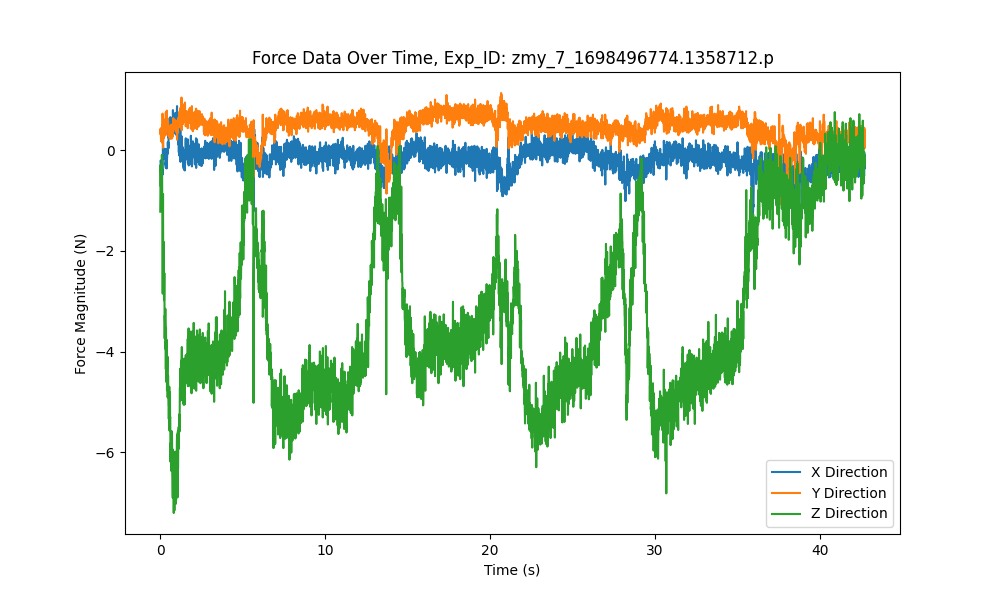 Force Data Over Time, Exp_ID: zmy_7_1698496774.1358712.p
Force Magnitude (N)
0
−2
−4
−6
0 10 20 30 40
Time (s)
X Direction
Y Direction
Z Direction